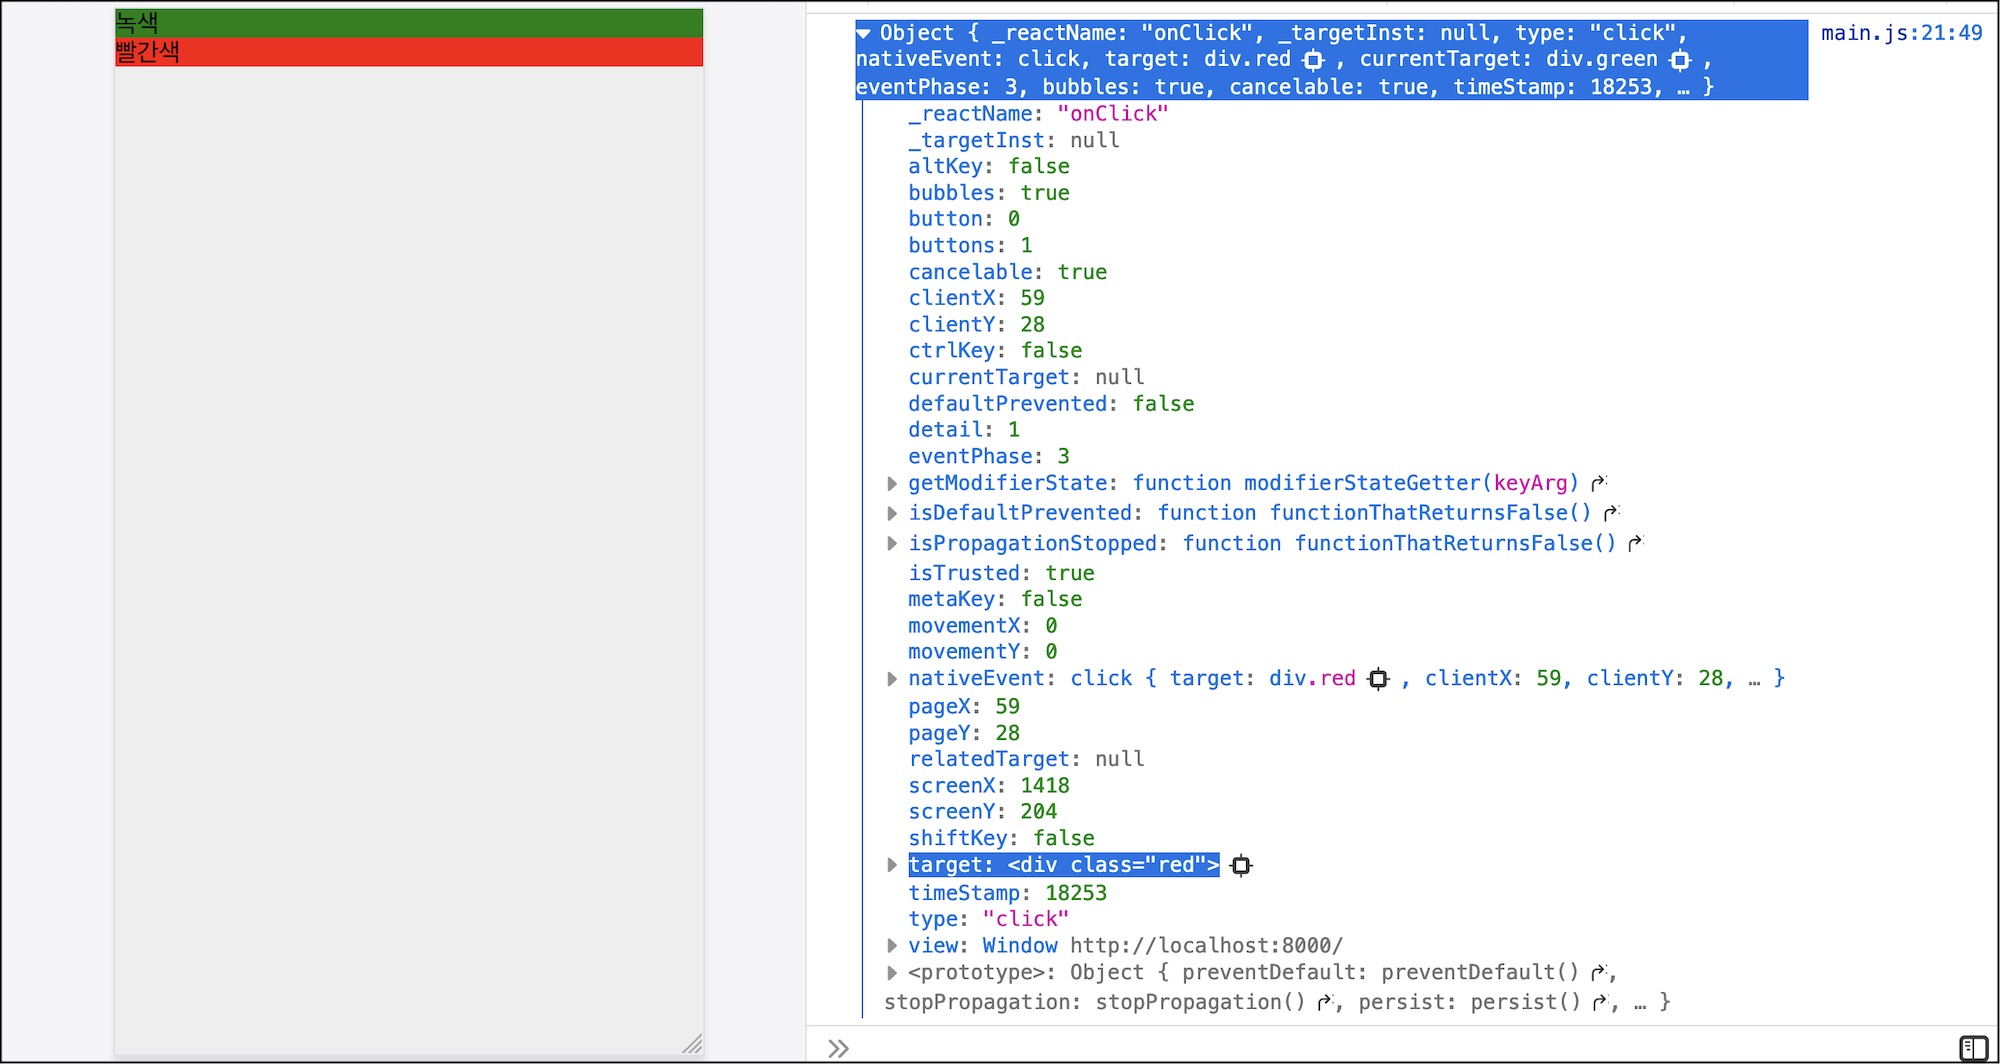 녹색
빨간색
Object { _reactName: "onClick", _targetInst: null, type: "click",
nativeEvent: click, target: div.red , currentTarget: div.green ,
eventPhase: 3, bubbles: true, cancelable: true, timeStamp: 18253, … }
main.js:21:49
_reactName: "onClick"
_targetInst: null
altKey: false
bubbles: true
button: 0
buttons: 1
cancelable: true
clientX: 59
clientY: 28
ctrlKey: false
currentTarget: null
defaultPrevented: false
detail: 1
eventPhase: 3
getModifierState: function modifierStateGetter(keyArg)
isDefaultPrevented: function functionThatReturnsFalse()
isPropagationStopped: function functionThatReturnsFalse()
isTrusted: true
metaKey: false
movementX: 0
movementY: 0
nativeEvent: click { target: div.red , clientX: 59, clientY: 28, … }
pageX: 59
pageY: 28
relatedTarget: null
screenX: 1418
screenY: 204
shiftKey: false
target: <div class="red">
timeStamp: 18253
type: "click"
view: Window http://localhost:8000/
<prototype>: Object { preventDefault: preventDefault() ,
stopPropagation: stopPropagation() , persist: persist() , … }